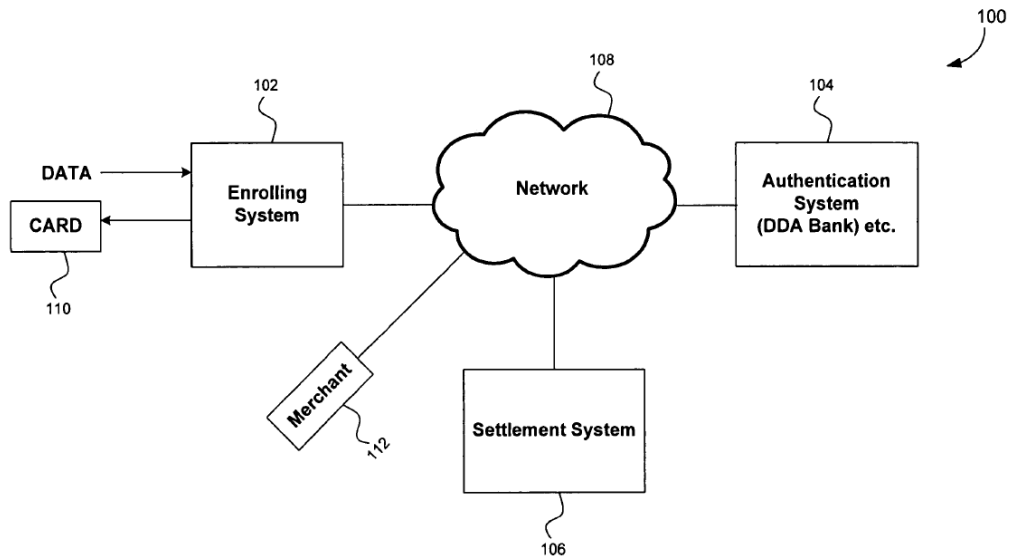 100
108
102
104
DATA
Enrolling
System
Network
Authentication
System
(DDA Bank) etc.
CARD
110
Merchant
112
Settlement System
106